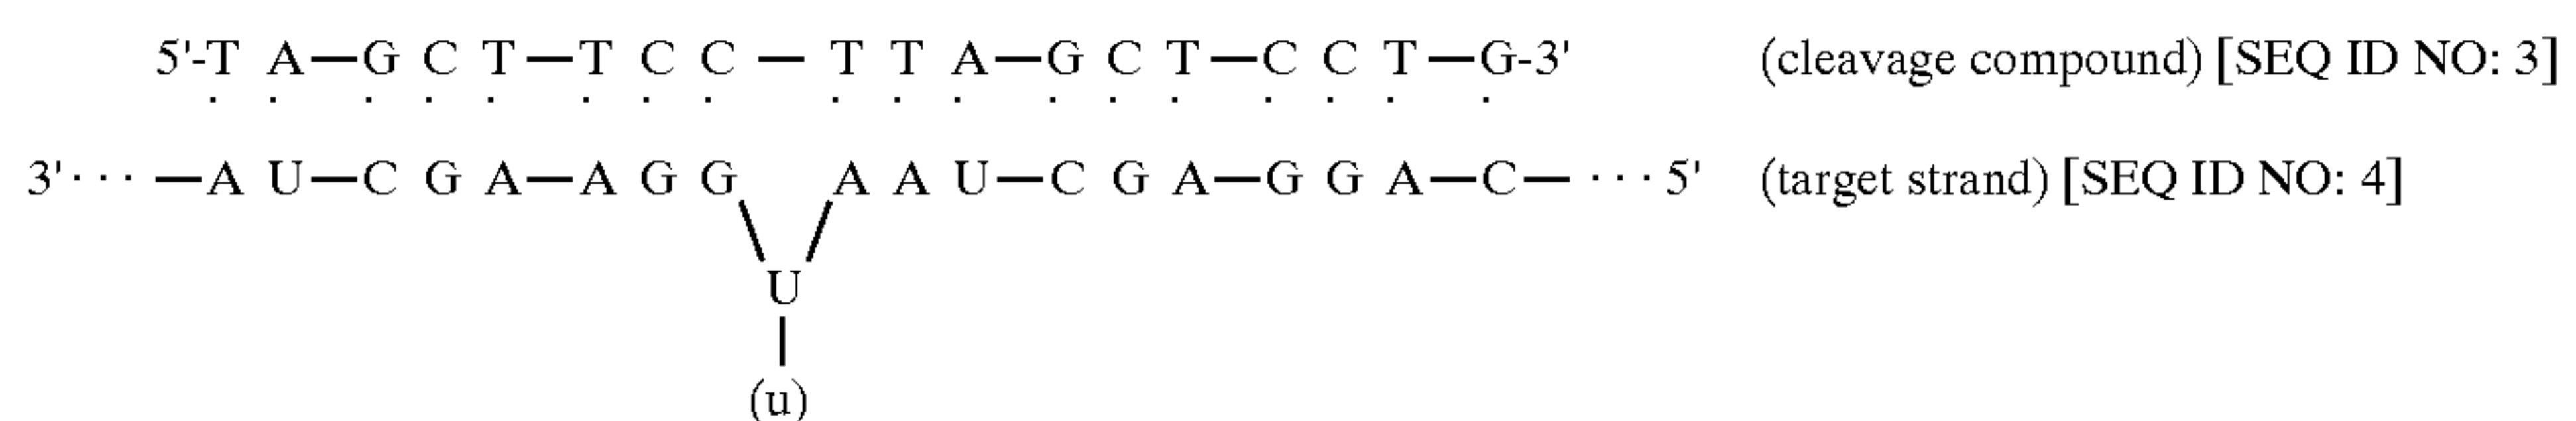 5'-T A—G C T—T C C — T T A—G C T—C C T—G-3' (cleavage compound) [SEQ ID NO: 3]
. . . . . . . . . . . . . . . . . .
3'··· —A U—C G A—A G G A A U—C G A—G G A—C— ···5' (target strand) [SEQ ID NO: 4]
U
(u)